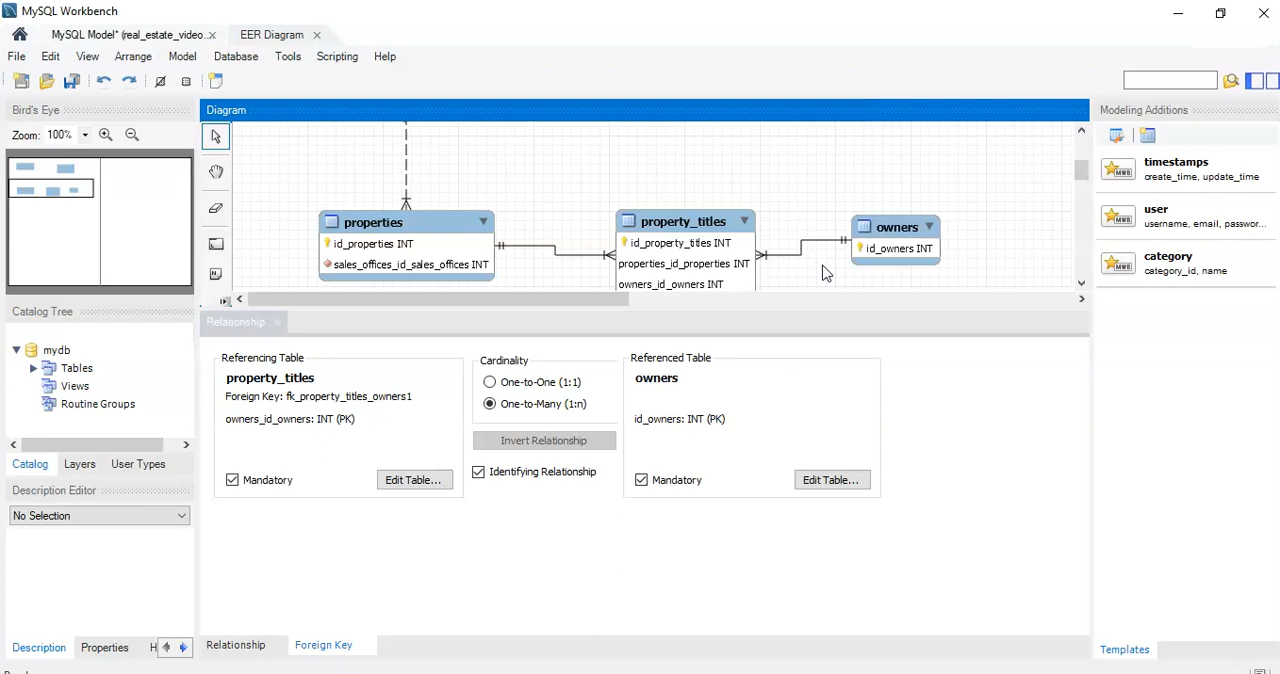 MySQL Workbench
MySQL Model* (real_estate_video.. × EER Diagram ×
File Edit View Arrange Model Database Tools Scripting Help
Bird's Eye
Zoom: 100%
Diagram
Modeling Additions
timestamps
create_time, update_time
user
username, email, passwor...
category
category_id, name
properties
id_properties INT
sales_offices_id_sales_offices INT
property_titles
id_property_titles INT
properties_id_properties INT
owners_id_owners INT
owners
id_owners INT
Catalog Tree
mydb
Tables
Views
Routine Groups
Catalog Layers User Types
Description Editor
No Selection
Description Properties H
Relationship ×
Referencing Table
property_titles
Foreign Key: fk_property_titles_owners1
owners_id_owners: INT (PK)
Mandatory
Edit Table...
Cardinality
One-to-One (1:1)
One-to-Many (1:n)
Invert Relationship
Identifying Relationship
Referenced Table
owners
id_owners: INT (PK)
Mandatory
Edit Table...
Relationship Foreign Key
Templates